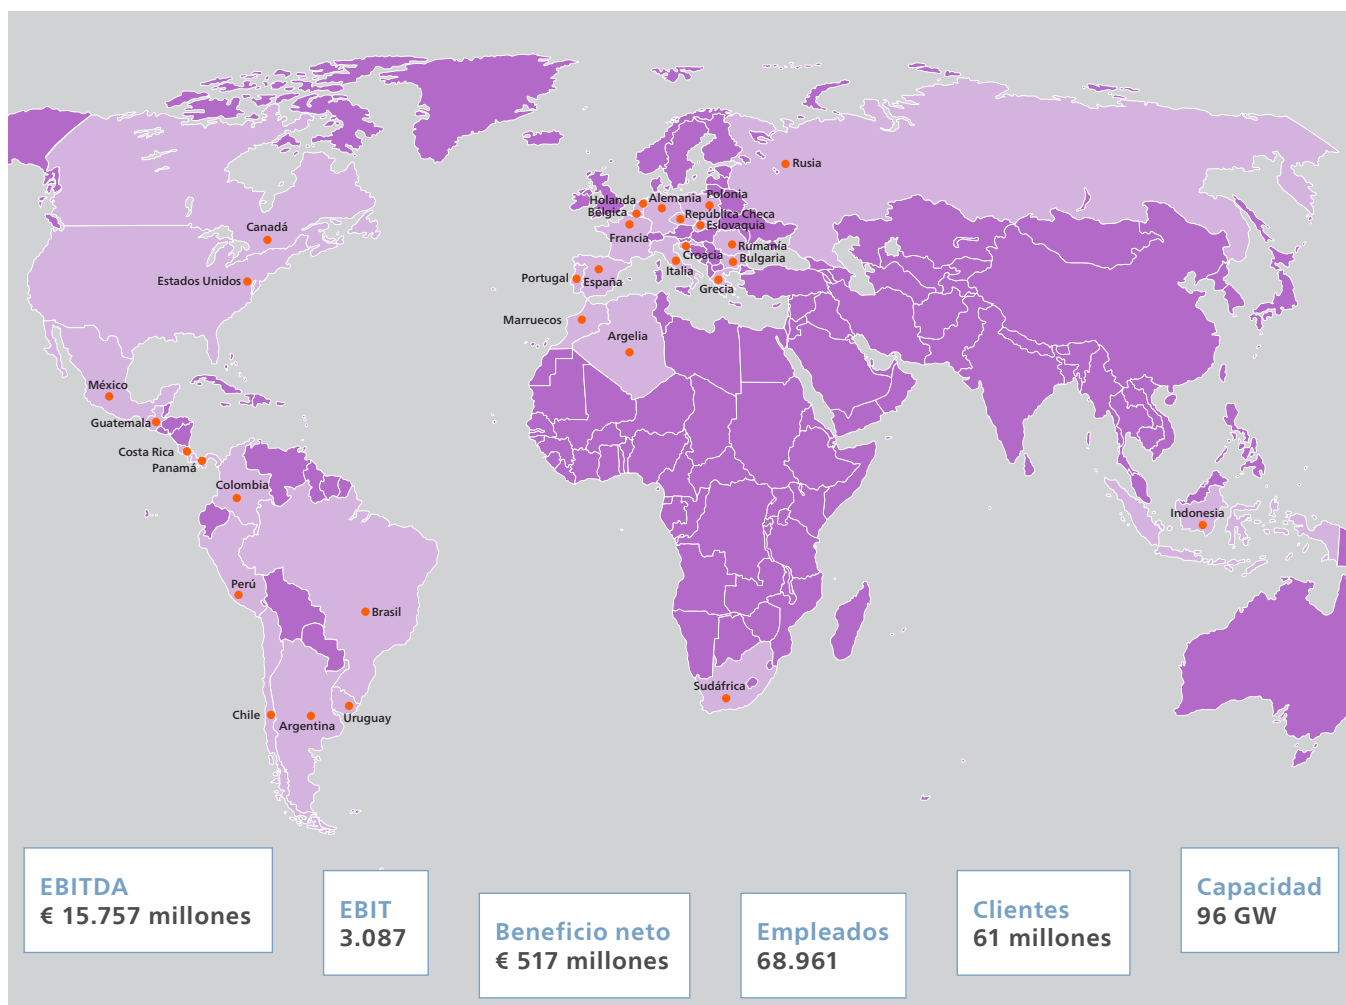 Rusia
Holanda
Alemania
Polonia
Bélgica
República Checa
Eslovaquia
Canadá
Francia
Rumanía
Croacia
Bulgaria
Italia
Estados Unidos
Portugal
España
Grecia
Marruecos
Argelia
México
Guatemala
Costa Rica
Panamá
Colombia
Indonesia
Perú
Brasil
Sudáfrica
Chile
Argentina
Uruguay
EBITDA
€ 15.757 millones
EBIT
3.087
Beneficio neto
€ 517 millones
Empleados
68.961
Clientes
61 millones
Capacidad
96 GW